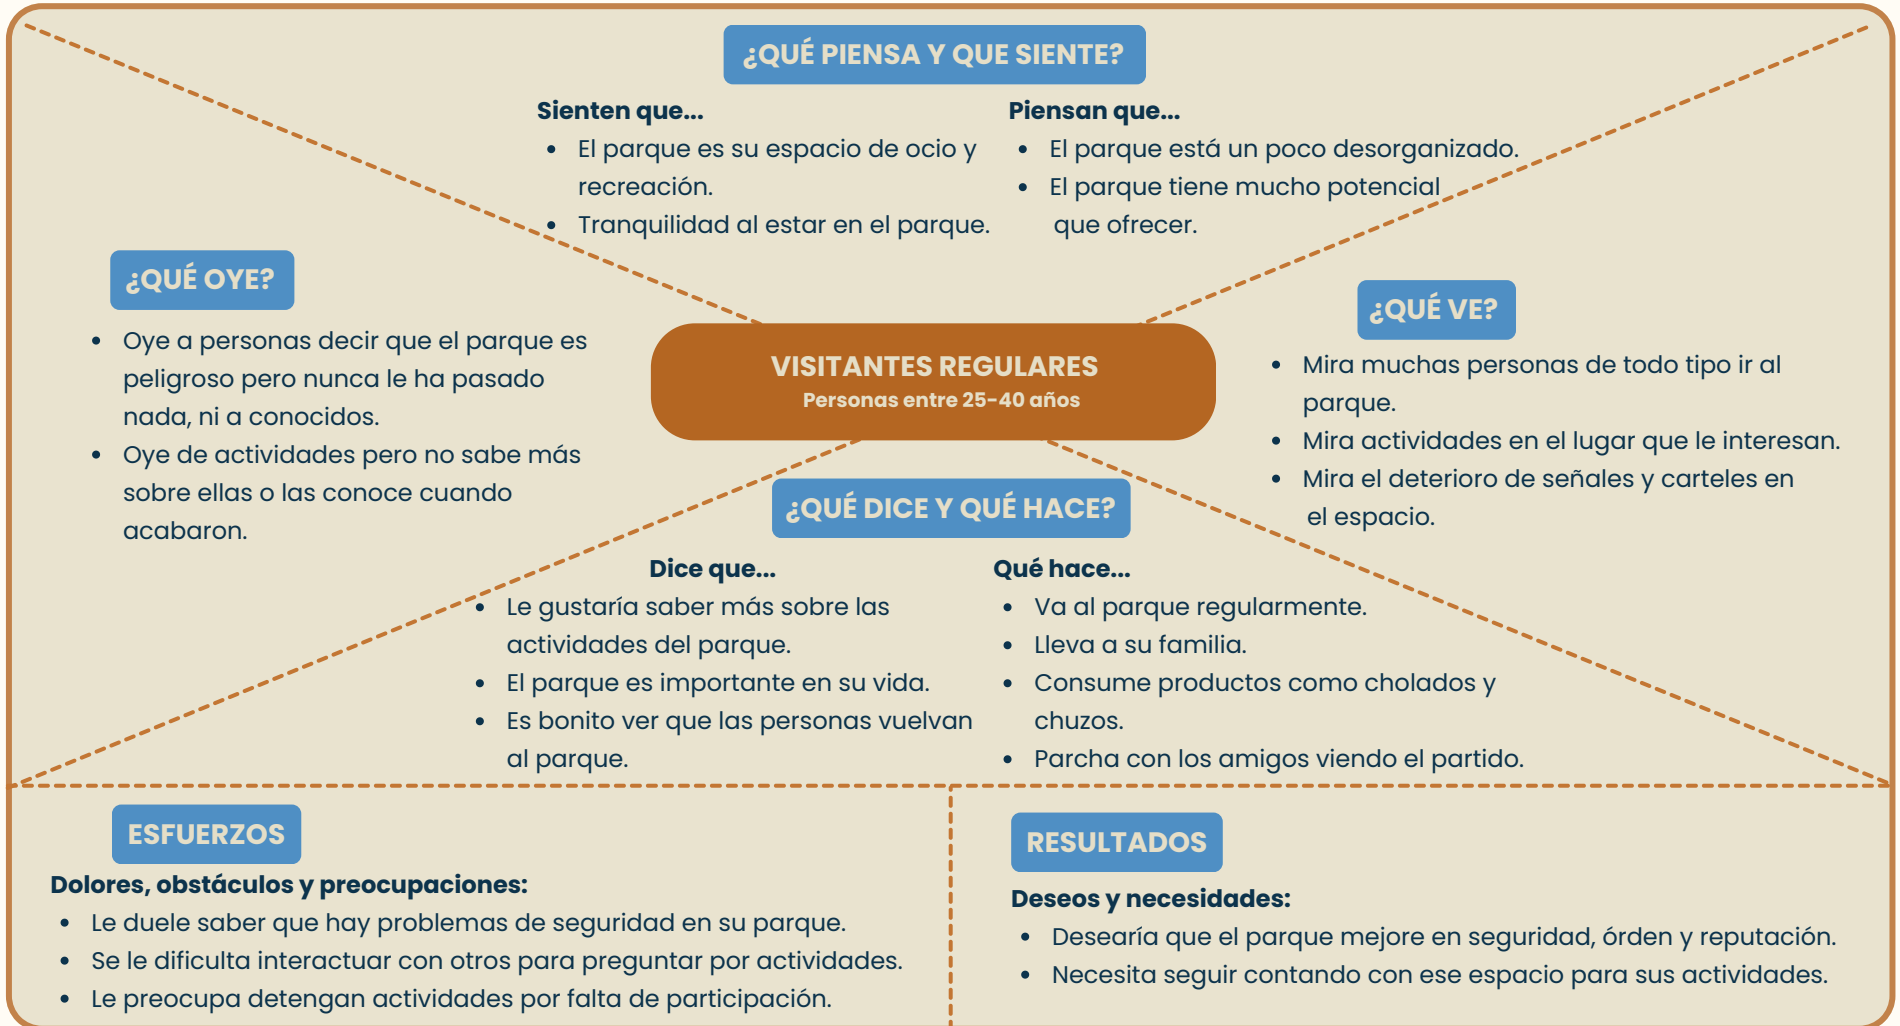 ¿QUÉ PIENSA Y QUE SIENTE?
Sienten que...
• El parque es su espacio de ocio y
recreación.
• Tranquilidad al estar en el parque.
Piensan que...
• El parque está un poco desorganizado.
• El parque tiene mucho potencial
que ofrecer.
¿QUÉ OYE?
• Oye a personas decir que el parque es
peligroso pero nunca le ha pasado
nada, ni a conocidos.
• Oye de actividades pero no sabe más
sobre ellas o las conoce cuando
acabaron.
VISITANTES REGULARES
Personas entre 25-40 años
¿QUÉ VE?
• Mira muchas personas de todo tipo ir al
parque.
• Mira actividades en el lugar que le interesan.
• Mira el deterioro de señales y carteles en
el espacio.
¿QUÉ DICE Y QUÉ HACE?
Dice que...
• Le gustaría saber más sobre las
actividades del parque.
• El parque es importante en su vida.
• Es bonito ver que las personas vuelvan
al parque.
Qué hace...
• Va al parque regularmente.
• Lleva a su familia.
• Consume productos como cholados y
chuzos.
• Parcha con los amigos viendo el partido.
ESFUERZOS
Dolores, obstáculos y preocupaciones:
• Le duele saber que hay problemas de seguridad en su parque.
• Se le dificulta interactuar con otros para preguntar por actividades.
• Le preocupa detengan actividades por falta de participación.
RESULTADOS
Deseos y necesidades:
• Desearía que el parque mejore en seguridad, órden y reputación.
• Necesita seguir contando con ese espacio para sus actividades.